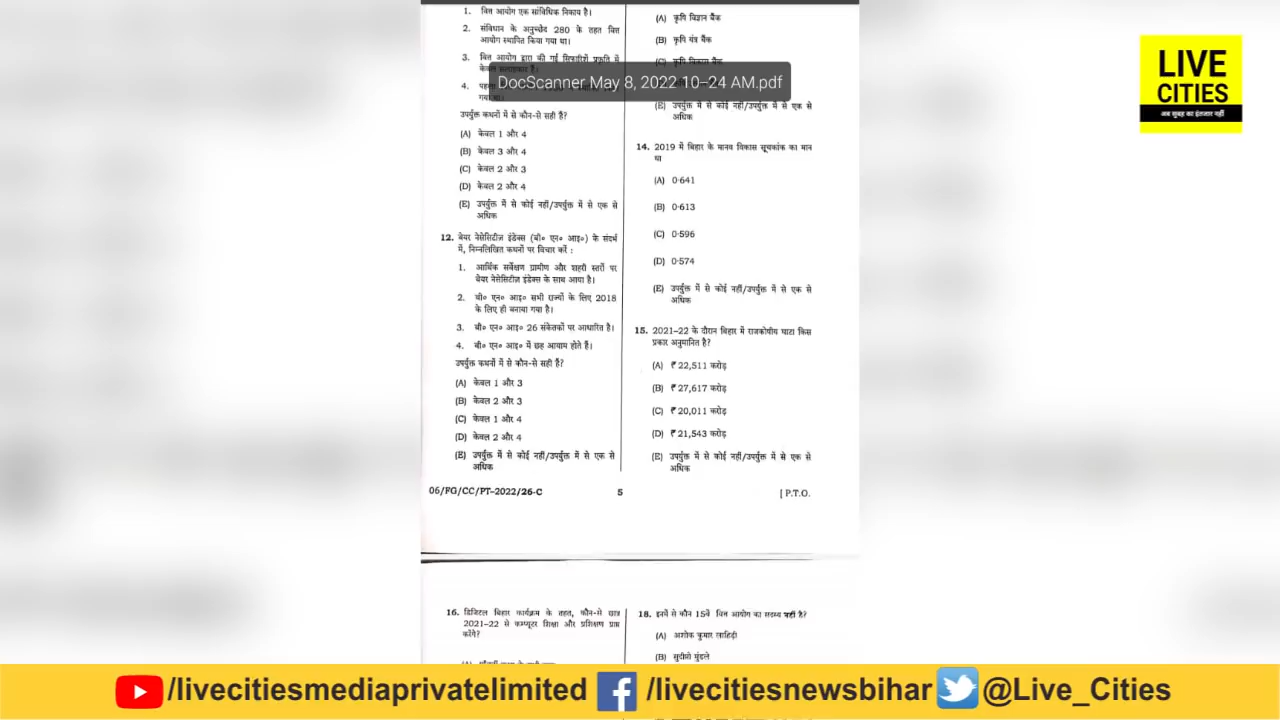 1. वित्त आयोग एक सांविधिक निकाय है।
2. संविधान के अनुच्छेद 280 के तहत वित्त
आयोग स्थापित किया गया था।
3. वित्त आयोग द्वारा की गई सिफारिशें प्रकृति में
केवल सलाहकार हैं।
4. पहला
गया था।
उपर्युक्त कथनों में से कौन-से सही हैं?
(A) केवल 1 और 4
(B) केवल 3 और 4
(C) केवल 2 और 3
(D) केवल 2 और 4
(E) उपर्युक्त में से कोई नहीं/उपर्युक्त में से एक से
अधिक
12. बेयर नेसेसिटीज़ इंडेक्स (बी० एन० आइ०) के संदर्भ
में, निम्नलिखित कथनों पर विचार करें :
1. आर्थिक सर्वेक्षण ग्रामीण और शहरी स्तरों पर
बेयर नेसेसिटीज़ इंडेक्स के साथ आया है।
2. बी० एन० आइ० सभी राज्यों के लिए 2018
के लिए ही बनाया गया है।
3. बी० एन० आइ० 26 संकेतकों पर आधारित है।
4. बी० एन० आइ० में छह आयाम होते हैं।
उपर्युक्त कथनों में से कौन-से सही हैं?
(A) केवल 1 और 3
(B) केवल 2 और 3
(C) केवल 1 और 4
(D) केवल 2 और 4
(E) उपर्युक्त में से कोई नहीं/उपर्युक्त में से एक से
अधिक
(A) कृषि विज्ञान बैंक
(B) कृषि यंत्र बैंक
(C) कृषि विकास बैंक
DocScanner May 8, 2022 10-24 AM.pdf
(E) उपर्युक्त में से कोई नहीं/उपर्युक्त में से एक से
अधिक
14. 2019 में बिहार के मानव विकास सूचकांक का मान
था
(A) 0·641
(B) 0·613
(C) 0·596
(D) 0·574
(E) उपर्युक्त में से कोई नहीं/उपर्युक्त में से एक से
अधिक
15. 2021-22 के दौरान बिहार में राजकोषीय घाटा किस
प्रकार अनुमानित है?
(A) ₹ 22,511 करोड़
(B) ₹ 27,617 करोड़
(C) ₹ 20,011 करोड़
(D) ₹ 21,543 करोड़
(E) उपर्युक्त में से कोई नहीं/उपर्युक्त में से एक से
अधिक
06/FG/CC/PT-2022/26-C 5 [ P.T.O.
16. डिजिटल बिहार कार्यक्रम के तहत, कौन-से छात्र
2021-22 से कम्प्यूटर शिक्षा और प्रशिक्षण प्राप्त
करेंगे?
18. इनमें से कौन 15वें वित्त आयोग का सदस्य नहीं है?
(A) अशोक कुमार लाहिड़ी
(B) सुदीप्तो मुंडले
LIVE
CITIES
अब सुबह का इंतजार नहीं
/livecitiesmediaprivatelimited /livecitiesnewsbihar @Live_Cities